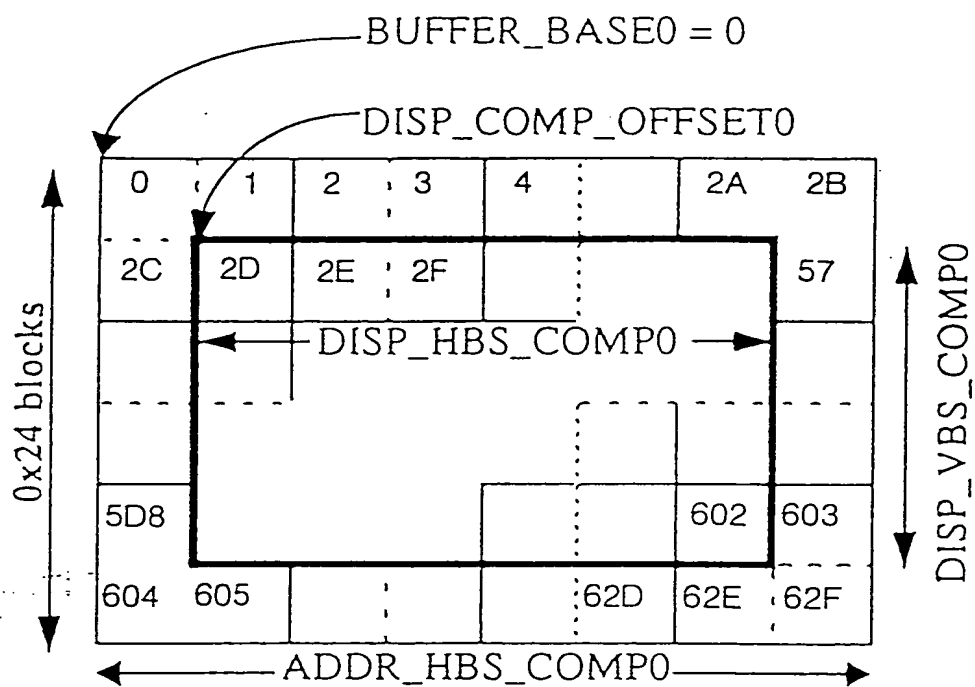 BUFFER_BASE0 = 0
DISP_COMP_OFFSET0
0 1 2 3 4 2A 2B
2C 2D 2E 2F 57
DISP_HBS_COMP0
5D8 602 603
604 605 62D 62E 62F
ADDR_HBS_COMP0
0x24 blocks
DISP_VBS_COMP0